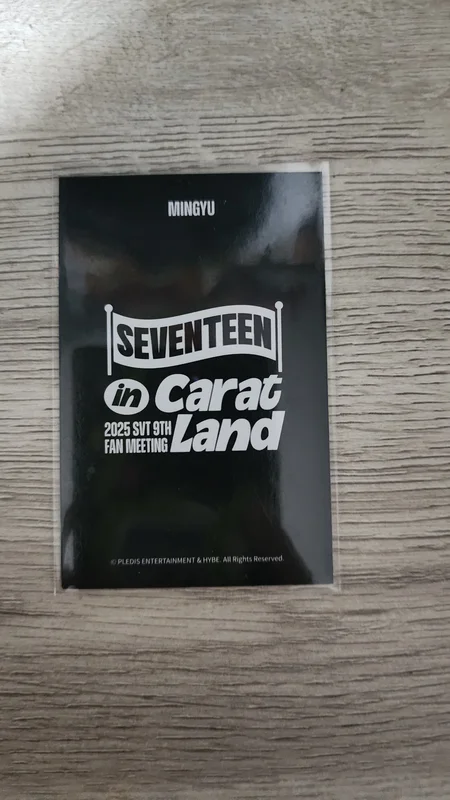 MINGYU
SEVENTEEN
in Carat
2025 SVT 9TH
FAN MEETING Land
© PLEDIS ENTERTAINMENT & HYBE. All Rights Reserved.